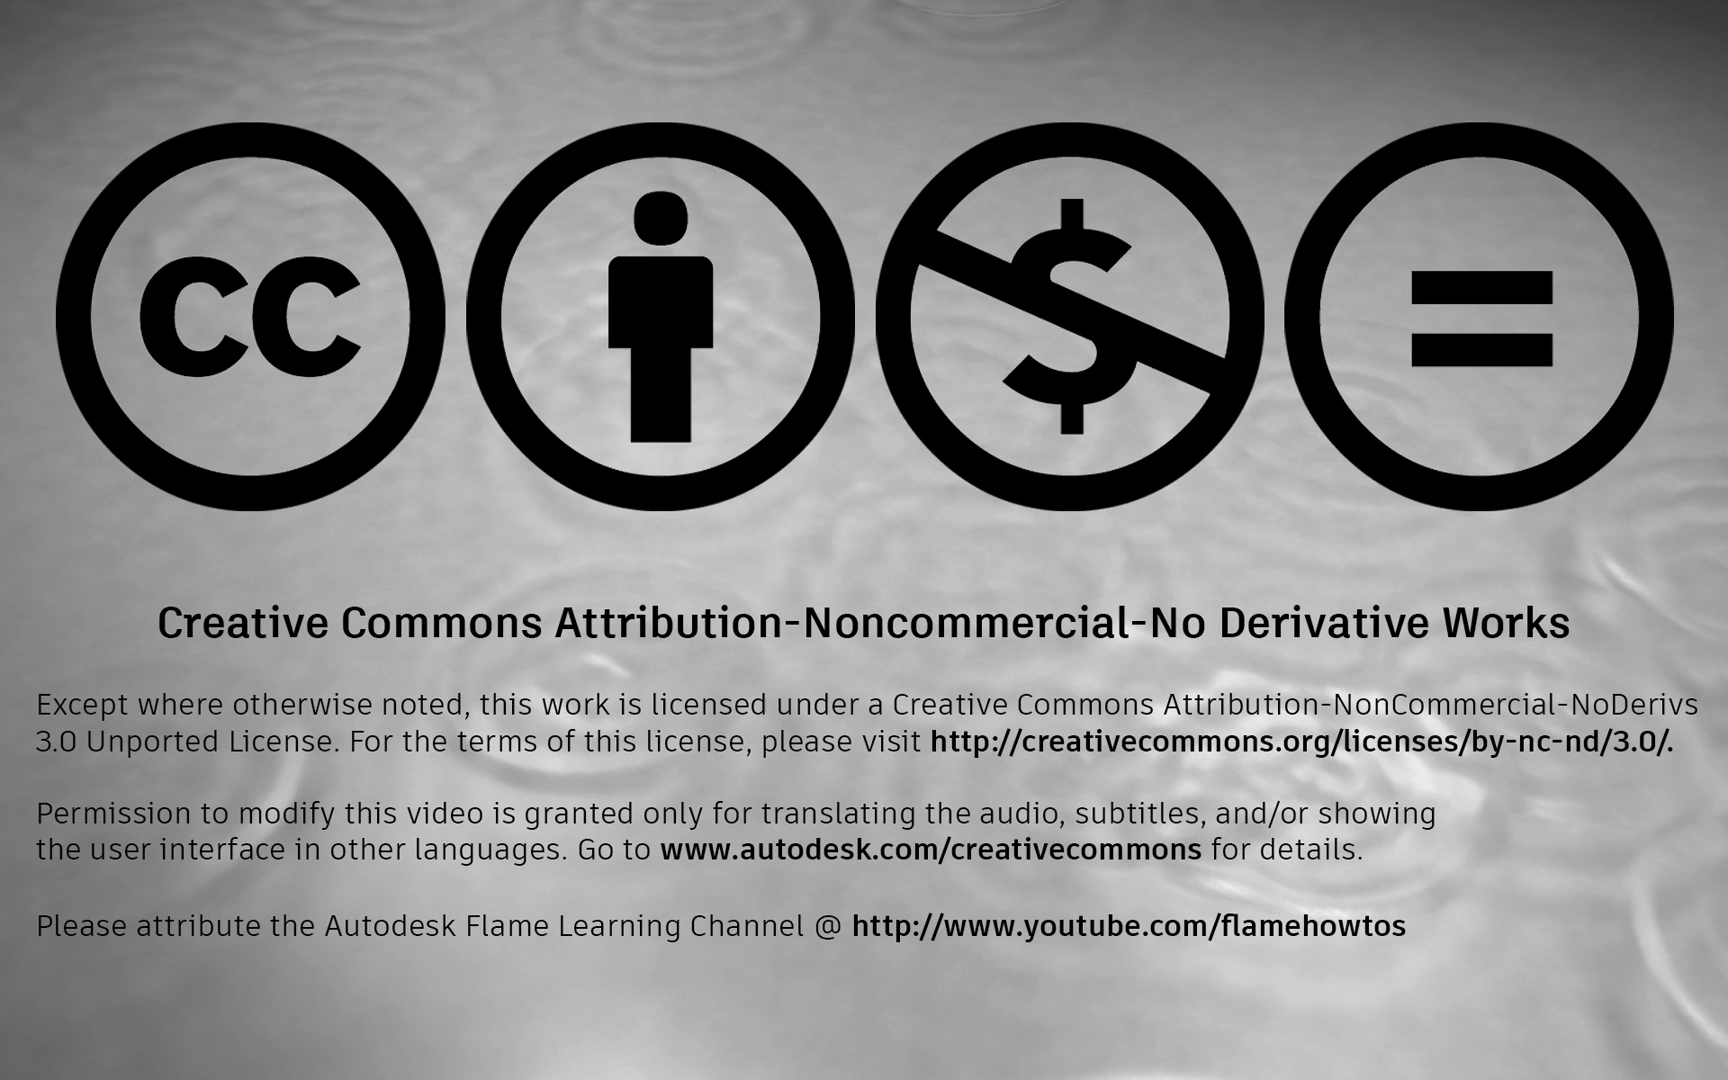 cc
$
=
Creative Commons Attribution-Noncommercial-No Derivative Works
Except where otherwise noted, this work is licensed under a Creative Commons Attribution-NonCommercial-NoDerivs
3.0 Unported License. For the terms of this license, please visit http://creativecommons.org/licenses/by-nc-nd/3.0/.
Permission to modify this video is granted only for translating the audio, subtitles, and/or showing
the user interface in other languages. Go to www.autodesk.com/creativecommons for details.
Please attribute the Autodesk Flame Learning Channel @ http://www.youtube.com/flamehowtos